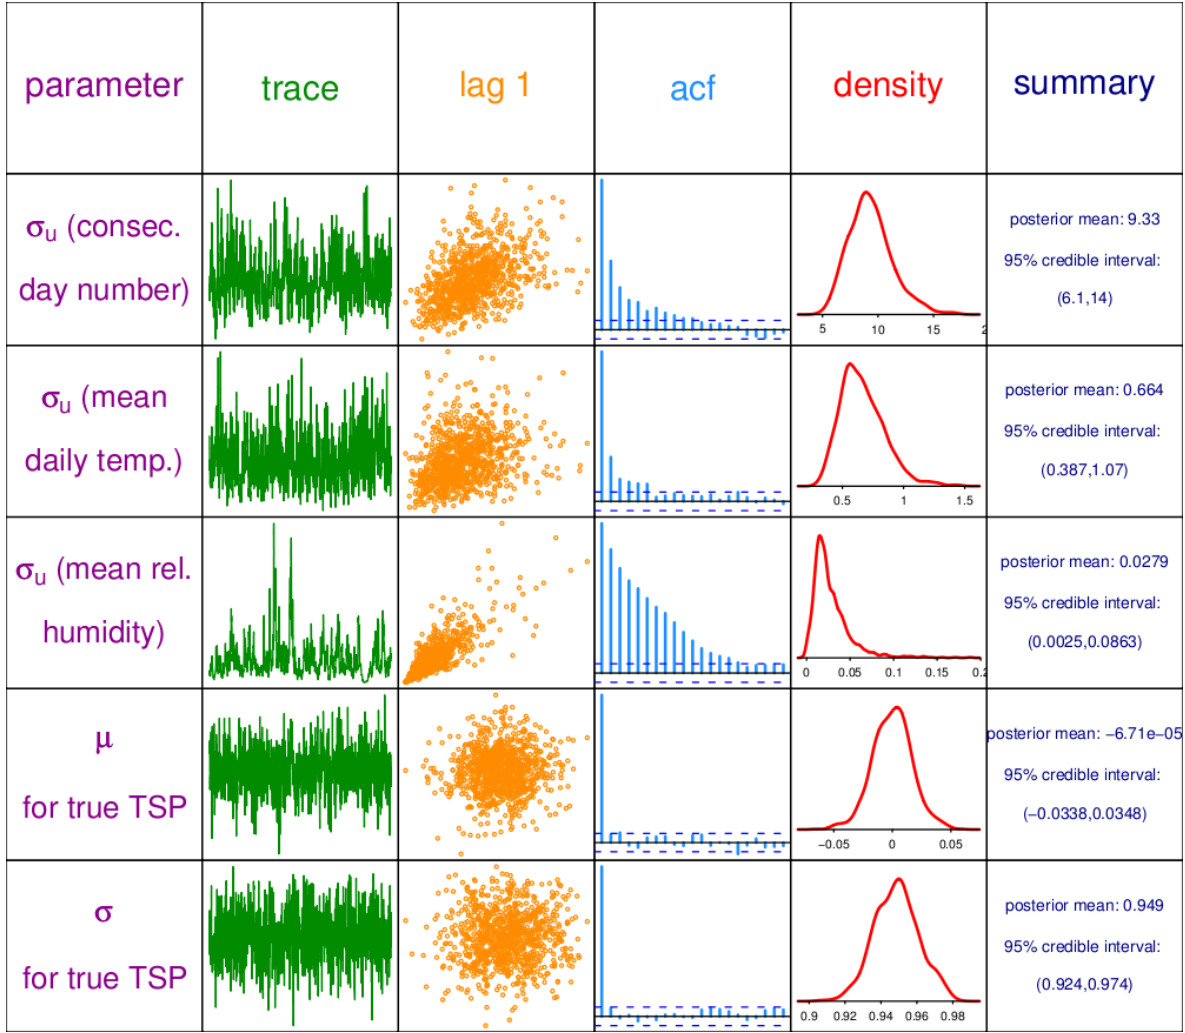 parameter trace lag 1 acf density summary
σu (consec.
day number)
5 10 15 2
posterior mean: 9.33
95% credible interval:
(6.1,14)
σu (mean
daily temp.)
0.5 1 1.5
posterior mean: 0.664
95% credible interval:
(0.387,1.07)
σu (mean rel.
humidity)
0 0.05 0.1 0.15 0.2
posterior mean: 0.0279
95% credible interval:
(0.0025,0.0863)
μ
for true TSP
−0.05 0 0.05
posterior mean: −6.71e−05
95% credible interval:
(−0.0338,0.0348)
σ
for true TSP
0.9 0.92 0.94 0.96 0.98
posterior mean: 0.949
95% credible interval:
(0.924,0.974)